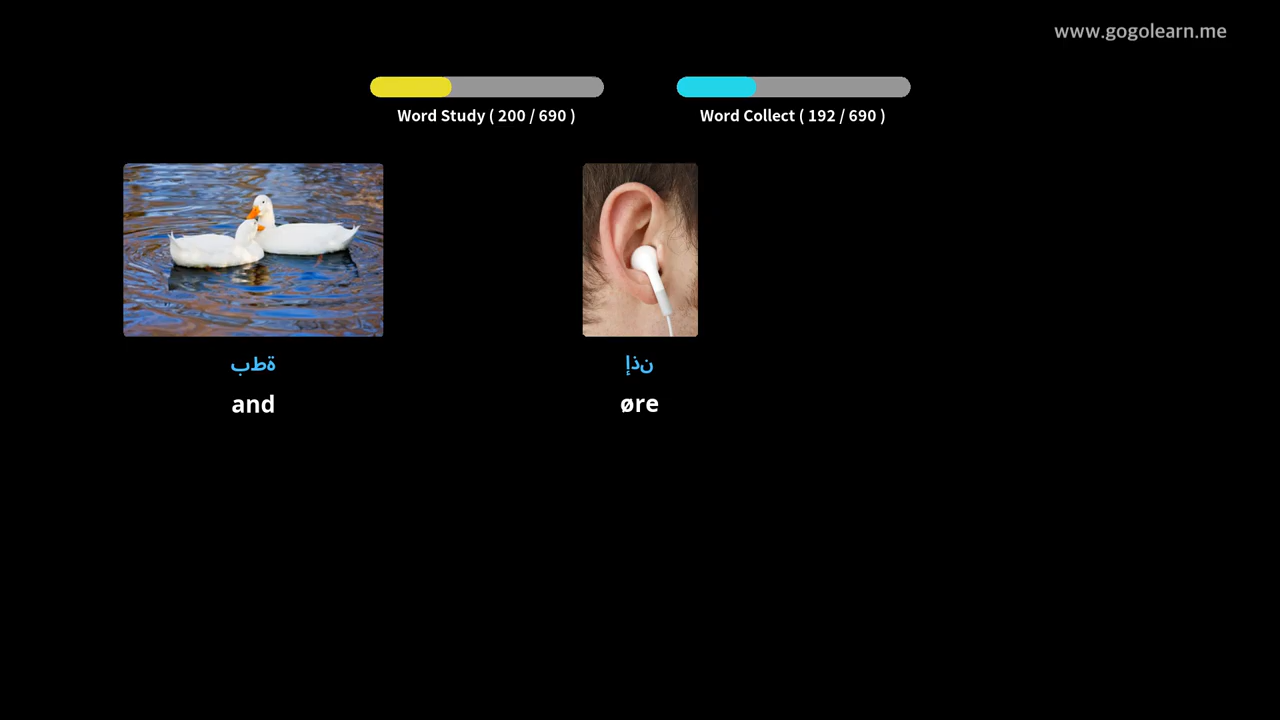 www.gogolearn.me
Word Study ( 200 / 690 )
Word Collect ( 192 / 690 )
ةطب
نذإ
and
øre